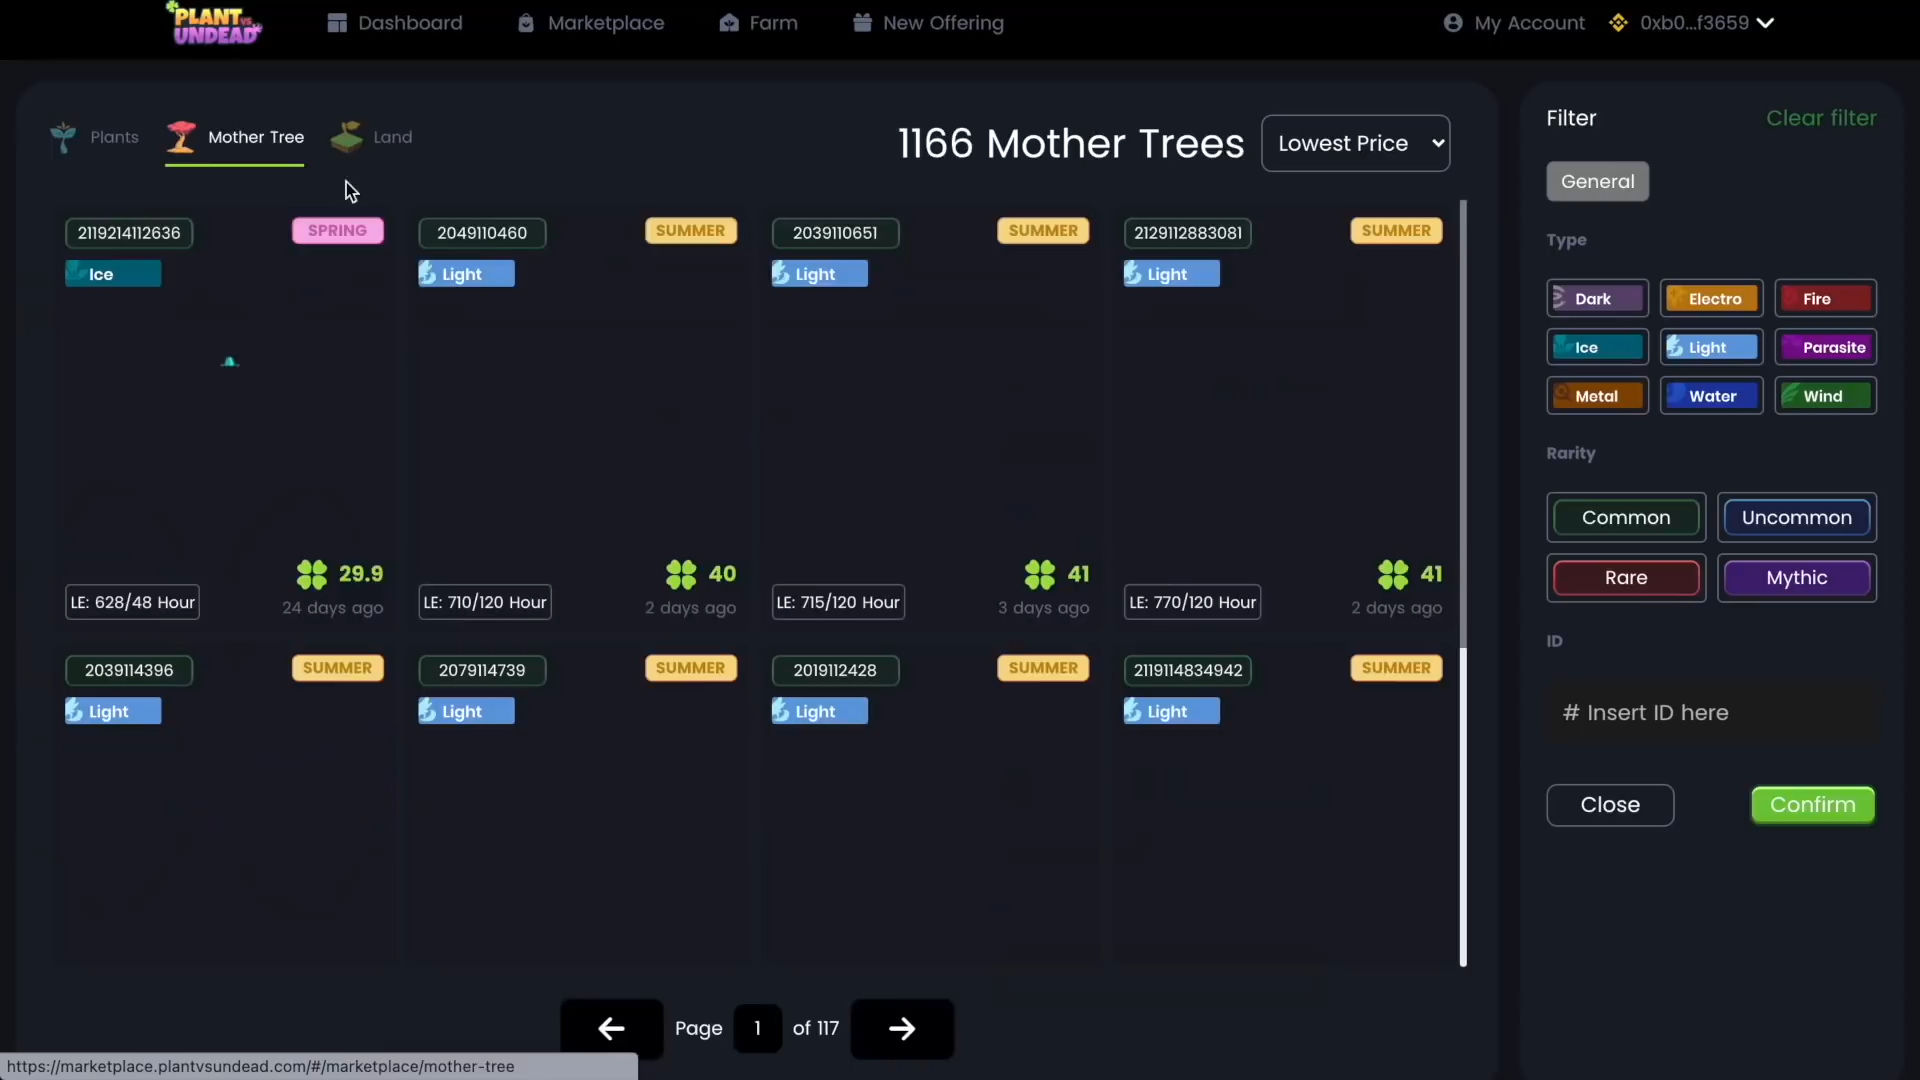 PLANT VS UNDEAD
Dashboard
Marketplace
Farm
New Offering
My Account
0xb0...f3659
Plants
Mother Tree
Land
1166 Mother Trees
Lowest Price
2119214112636
SPRING
Ice
29.9
LE: 628/48 Hour
24 days ago
2049110460
SUMMER
Light
40
LE: 710/120 Hour
2 days ago
2039110651
SUMMER
Light
41
LE: 715/120 Hour
3 days ago
2129112883081
SUMMER
Light
41
LE: 770/120 Hour
2 days ago
2039114396
SUMMER
Light
2079114739
SUMMER
Light
2019112428
SUMMER
Light
2119114834942
SUMMER
Light
Page 1 of 117
Filter
Clear filter
General
Type
Dark
Electro
Fire
Ice
Light
Parasite
Metal
Water
Wind
Rarity
Common
Uncommon
Rare
Mythic
ID
# Insert ID here
Close
Confirm
https://marketplace.plantvsundead.com/#/marketplace/mother-tree